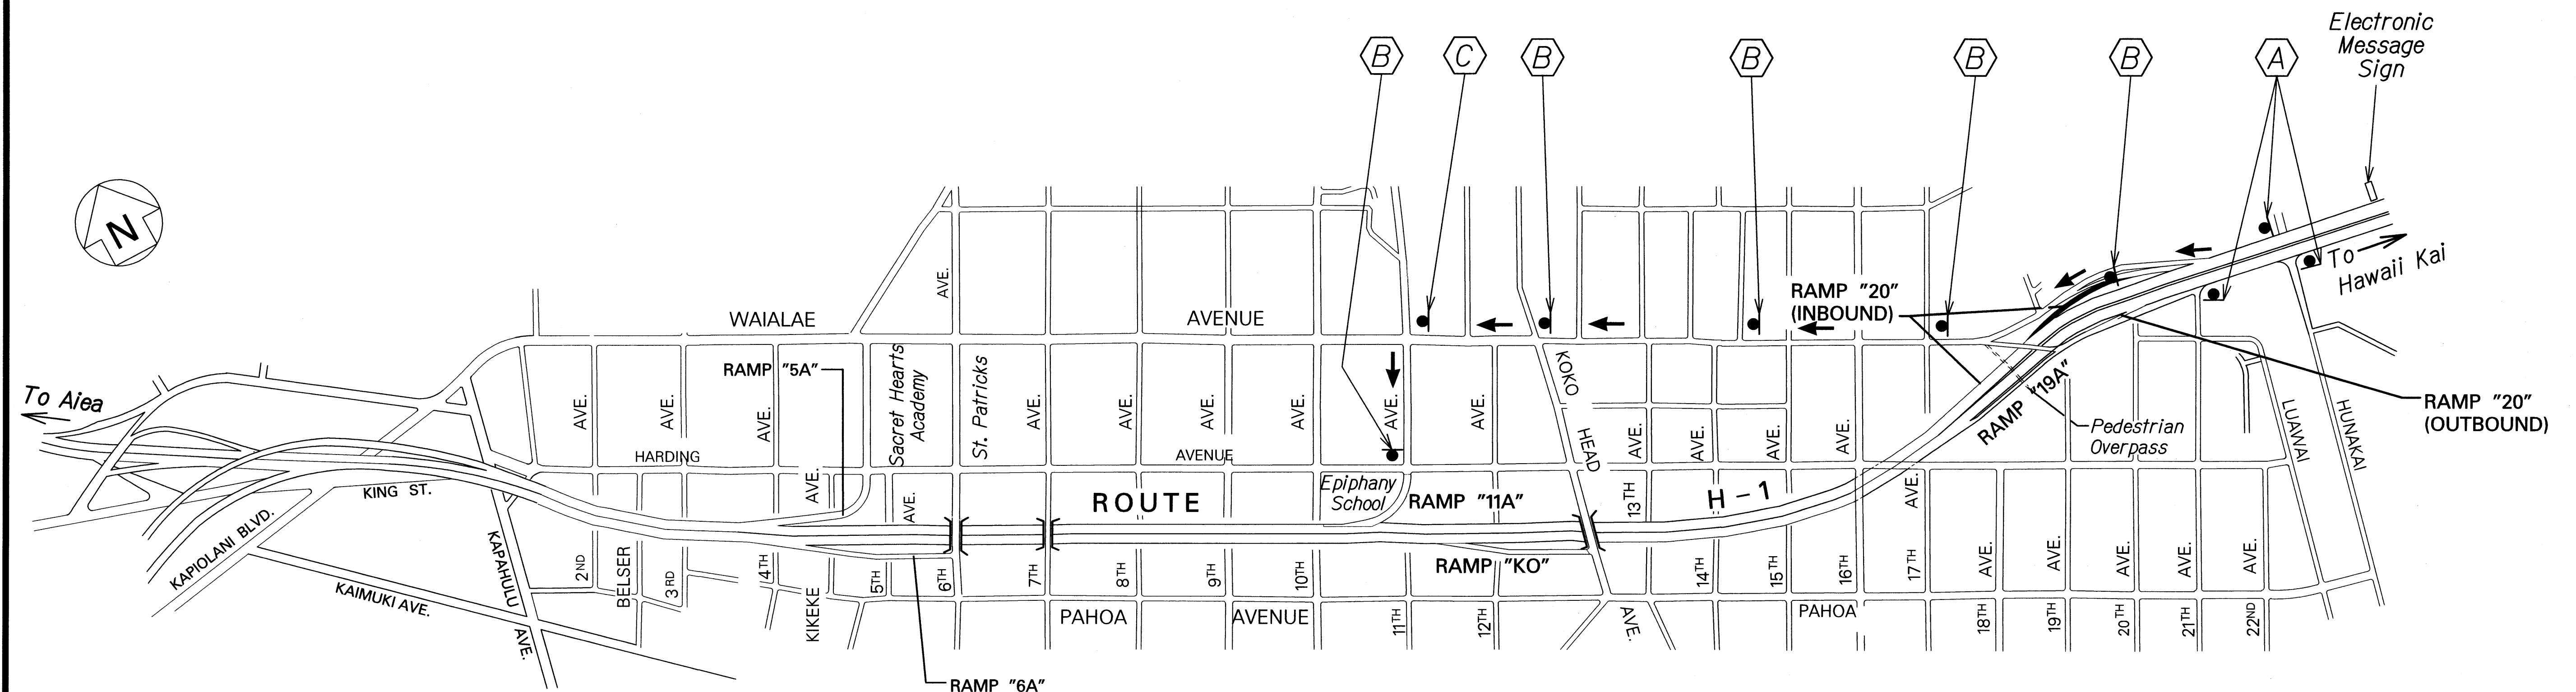 Electronic
Message
Sign
B
C
B
B
B
B
A
N
To
Hawaii Kai
AVE.
WAIALAE
AVENUE
RAMP "20"
(INBOUND)
RAMP "5A"
Sacret Hearts
Academy
St. Patricks
KOKO
HEAD
AVE.
RAMP "19A"
LUAWAI
HUNAKAI
RAMP "20"
(OUTBOUND)
Pedestrian
Overpass
To Aiea
AVE.
AVE.
AVE.
AVE.
AVE.
AVE.
AVE.
AVE.
AVE.
AVE.
AVE.
AVE.
AVE.
HARDING
AVENUE
KING ST.
AVE.
AVE.
ROUTE
Epiphany
School
RAMP "11A"
13TH
H-1
AVE.
KAPIOLANI BLVD.
KAPAHULU
AVE.
KAIMUKI AVE.
2ND
BELSER
3RD
4TH
KIKEKE
5TH
6TH
7TH
8TH
9TH
10TH
RAMP "KO"
14TH
15TH
16TH
17TH
AVE.
AVE.
AVE.
AVE.
AVE.
PAHOA
AVENUE
11TH
12TH
PAHOA
18TH
19TH
20TH
21TH
22ND
RAMP "6A"